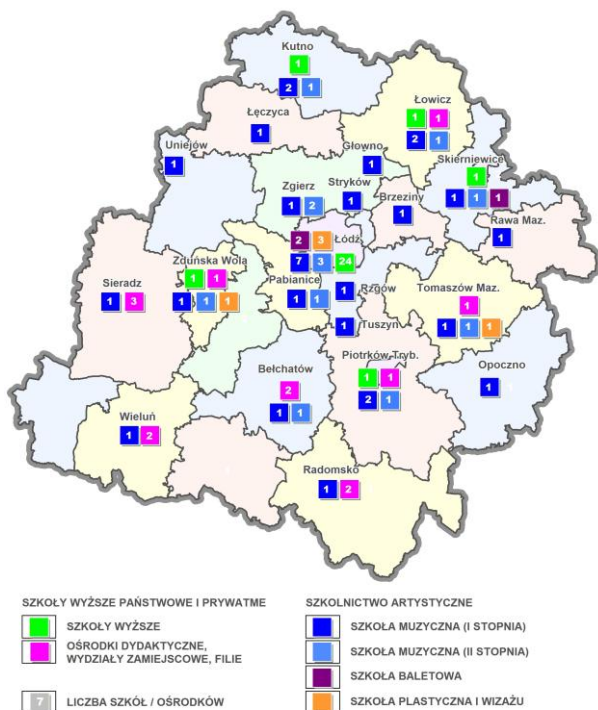 Kutno
1
2 1
Łowicz
1 1
2 1
Łęczyca
1
Uniejów
1
Głowno
1
Skierniewice
1
1 1 1
Zgierz
1 2
Stryków
1
Brzeziny
1
Rawa Maz.
1
Łódź
2 3
7 3 24
Zduńska Wola
1 1
1 1 1
Sieradz
1 3
Pabianice
1 1
Rzgów
1
Tuszyn
1
Tomaszów Maz.
1
1 1 1
Piotrków Tryb.
1 1
2 1
Opoczno
1
Bełchatów
2
1 1
Wieluń
1 2
Radomsko
1 2
SZKOŁY WYŻSZE PAŃSTWOWE I PRYWATME
SZKOŁY WYŻSZE
OŚRODKI DYDAKTYCZNE,
WYDZIAŁY ZAMIEJSCOWE, FILIE
7 LICZBA SZKÓŁ / OŚRODKÓW
SZKOLNICTWO ARTYSTYCZNE
SZKOŁA MUZYCZNA (I STOPNIA)
SZKOŁA MUZYCZNA (II STOPNIA)
SZKOŁA BALETOWA
SZKOŁA PLASTYCZNA I WIZAŻU